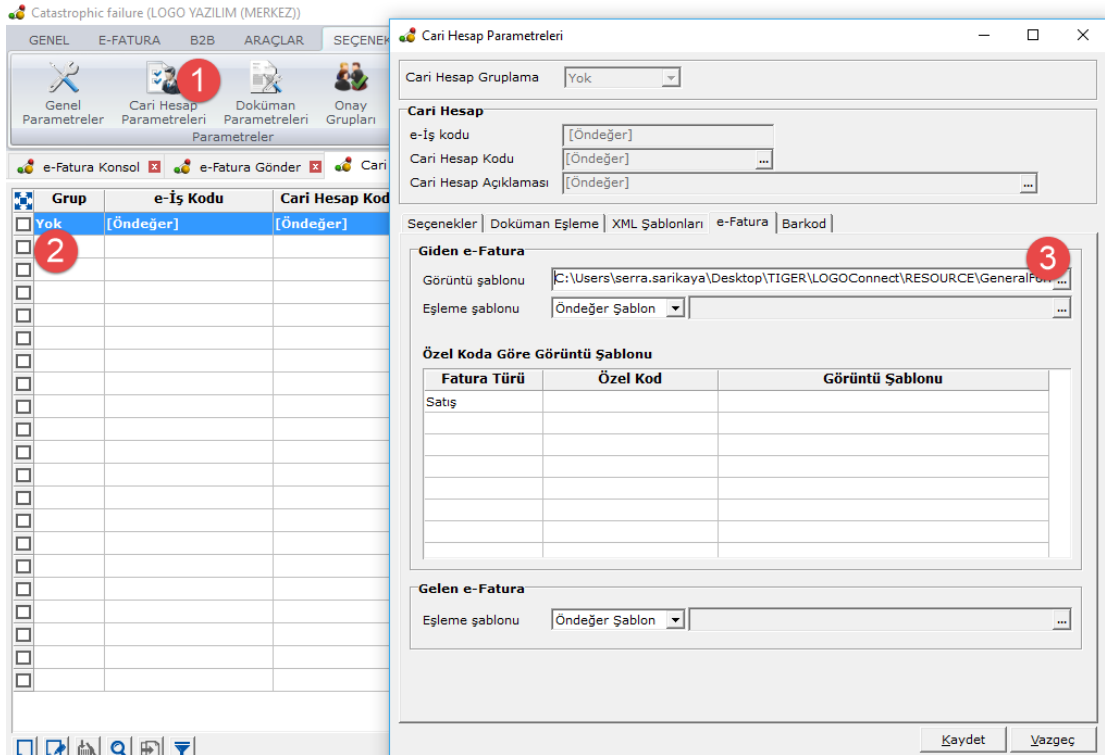 Catastrophic failure (LOGO YAZILIM (MERKEZ))
GENEL E-FATURA B2B ARAÇLAR SEÇENEK
1
Genel Parametreler
Cari Hesap Parametreleri
Doküman Parametreleri
Onay Grupları
Parametreler
e-Fatura Konsol e-Fatura Gönder Cari
Grup e-İş Kodu Cari Hesap Kod
Yok [Öndeğer] [Öndeğer]
2
Cari Hesap Parametreleri
Cari Hesap Gruplama Yok
Cari Hesap
e-iş kodu [Öndeğer]
Cari Hesap Kodu [Öndeğer] ...
Cari Hesap Açıklaması [Öndeğer] ...
Seçenekler Doküman Eşleme XML Şablonları e-Fatura Barkod
Giden e-Fatura
3
Görüntü şablonu C:\Users\serra.sarikaya\Desktop\TIGER\LOGOConnect\RESOURCE\GeneralFor ...
Eşleme şablonu Öndeğer Şablon ...
Özel Koda Göre Görüntü Şablonu
Fatura Türü Özel Kod Görüntü Şablonu
Satış
Gelen e-Fatura
Eşleme şablonu Öndeğer Şablon ...
Kaydet Vazgeç